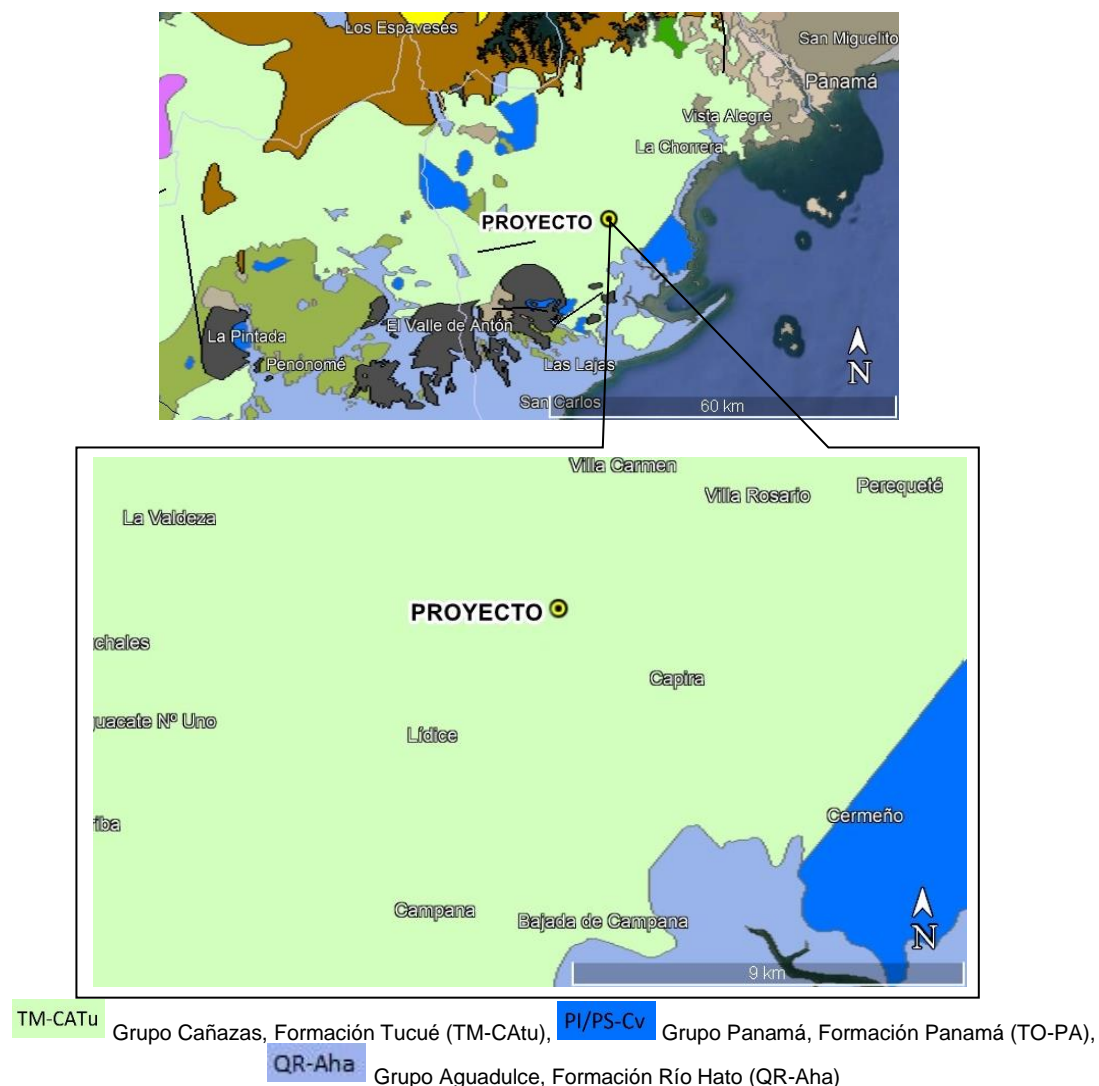 Los Espaveses
San Miguelito
Panamá
Vista Alegre
La Chorrera
PROYECTO
El Valle de Antón
La Pintada
Penonomé
Las Lajas
San Carlos
N
60 km
Villa Carmen
Villa Rosario
Perequeté
La Valdeza
PROYECTO
chales
Capira
guacate Nº Uno
Lídice
Cermeño
riba
Campana
Bajada de Campana
N
9 km
TM-CATu Grupo Cañazas, Formación Tucué (TM-CAtu), PI/PS-Cv Grupo Panamá, Formación Panamá (TO-PA),
QR-Aha Grupo Aguadulce, Formación Río Hato (QR-Aha)